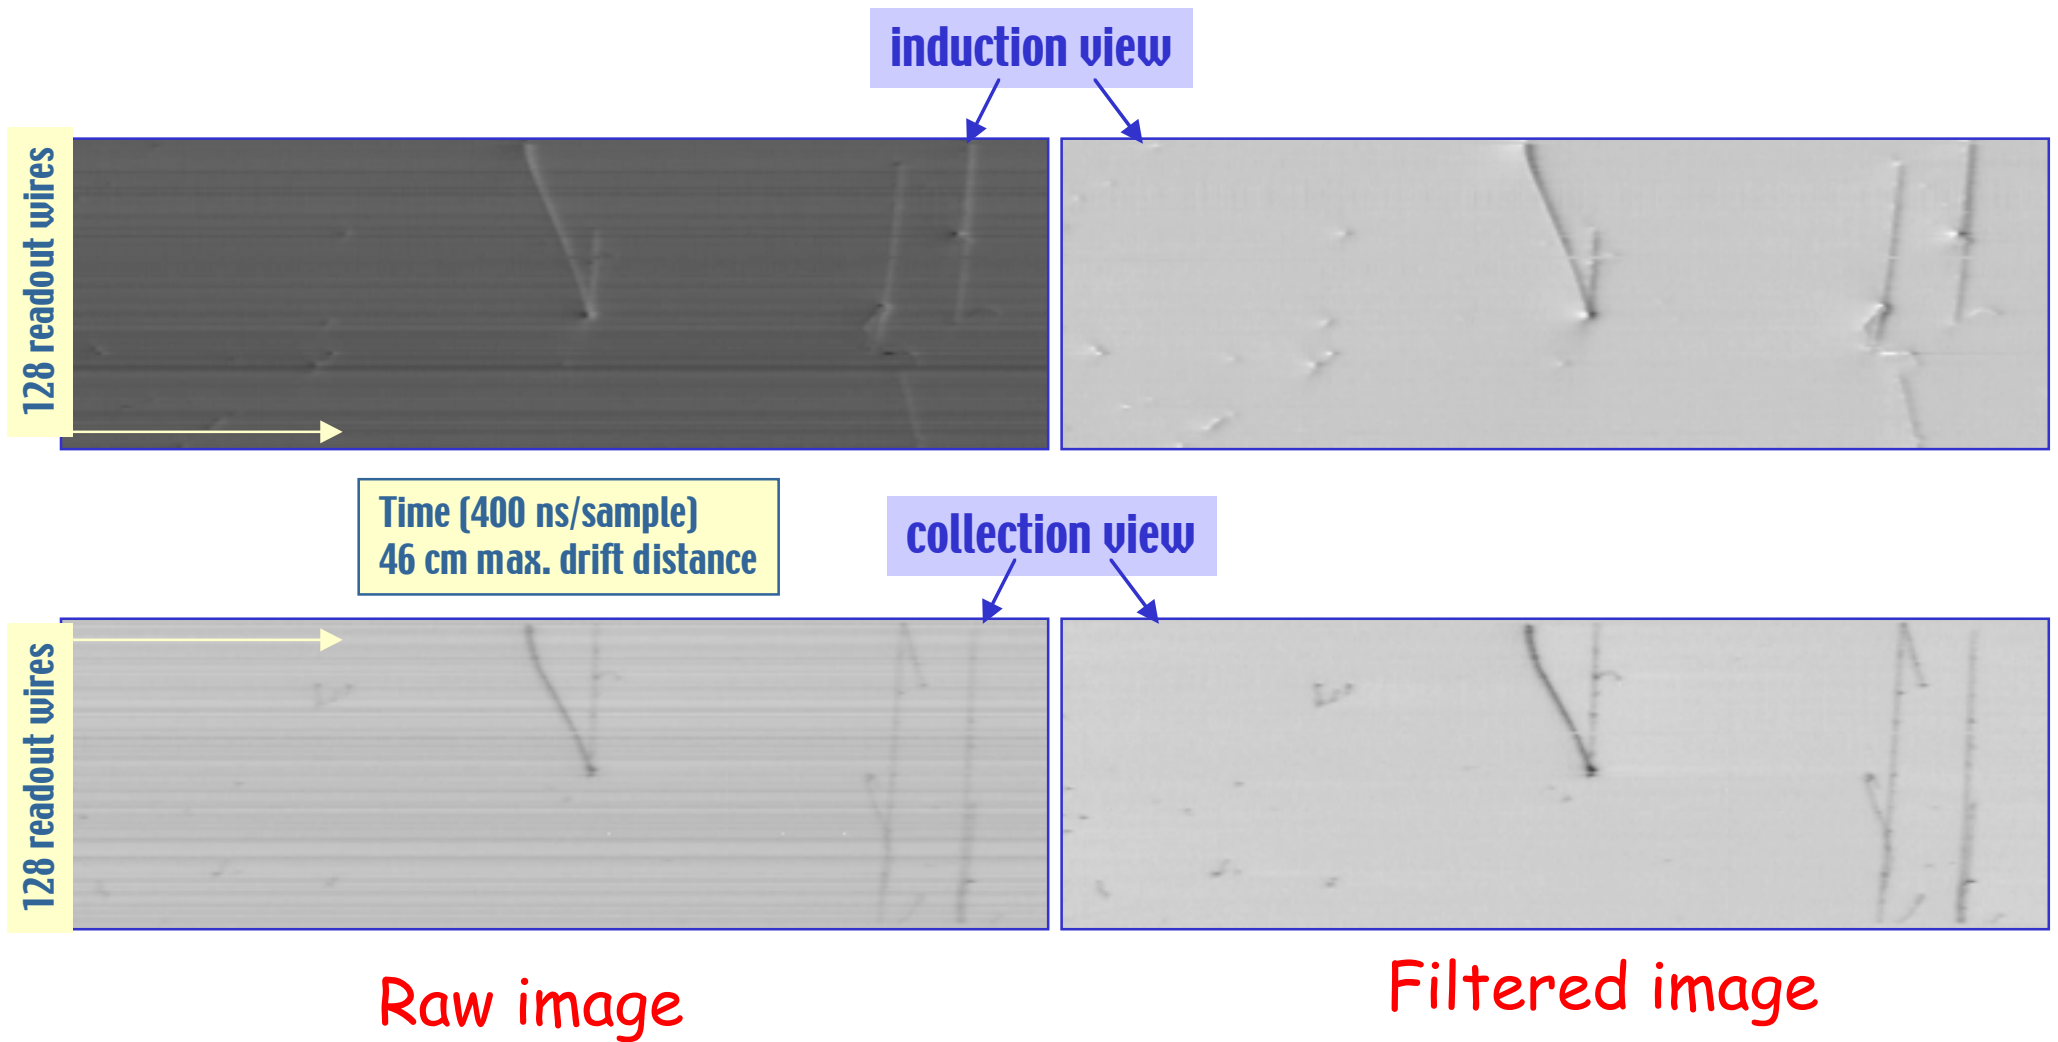 induction view
128 readout wires
Time (400 ns/sample)
46 cm max. drift distance
collection view
128 readout wires
Raw image
Filtered image